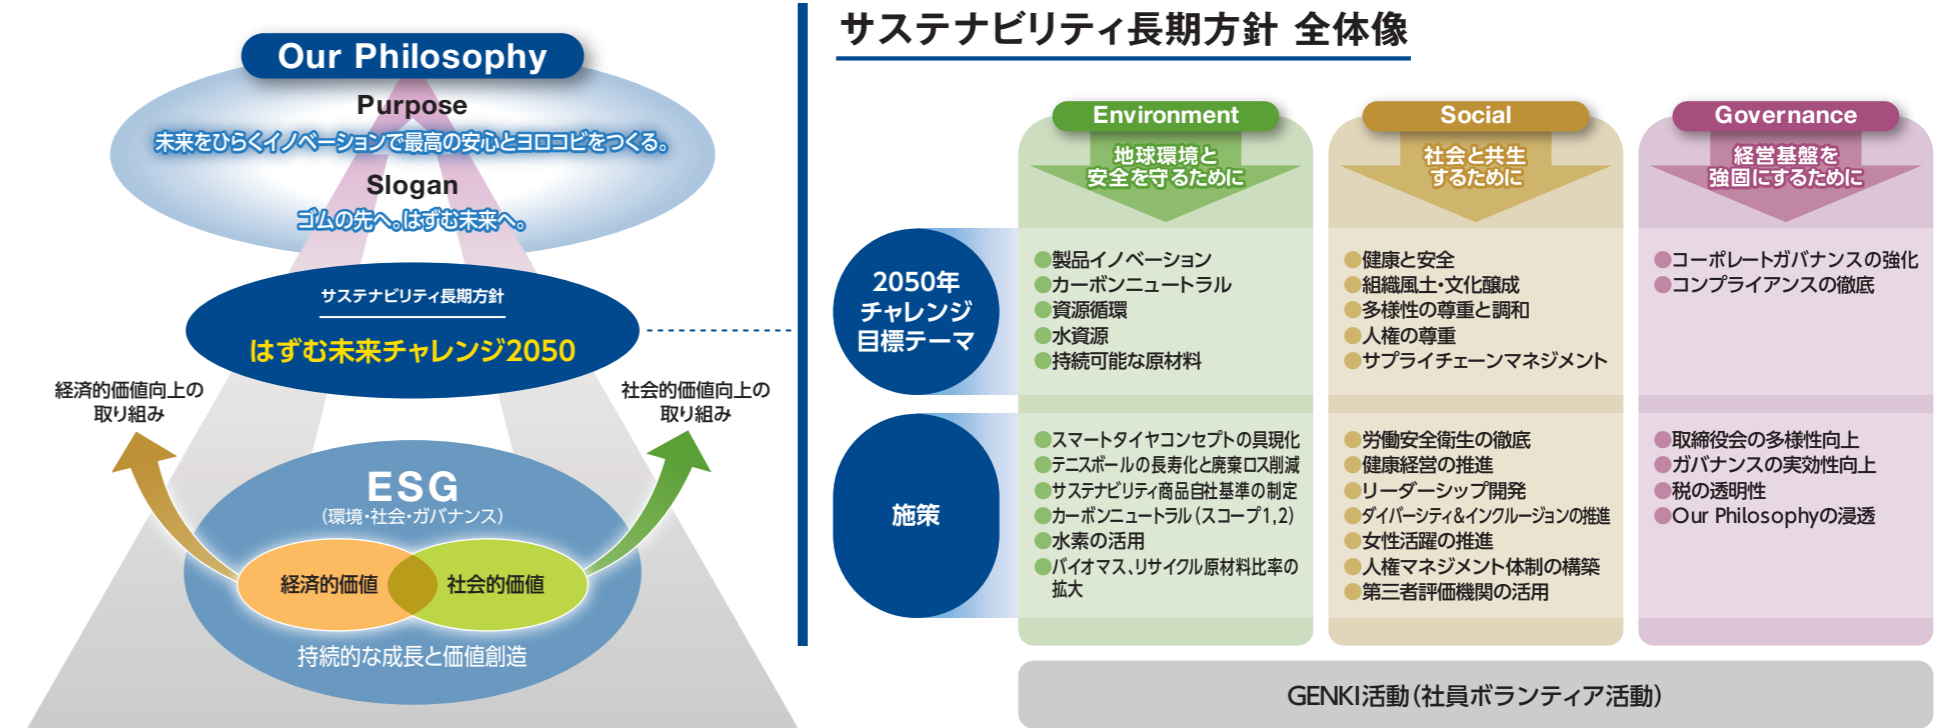 Our Philosophy
Purpose
未来をひらくイノベーションで最高の安心とヨロコビをつくる。
Slogan
ゴムの先へ。はずむ未来へ。
サステナビリティ長期方針
はずむ未来チャレンジ2050
経済的価値向上の
取り組み
社会的価値向上の
取り組み
ESG
(環境・社会・ガバナンス)
経済的価値
社会的価値
持続的な成長と価値創造
サステナビリティ長期方針 全体像
Environment
地球環境と
安全を守るために
Social
社会と共生
するために
Governance
経営基盤を
強固にするために
2050年
チャレンジ
目標テーマ
●製品イノベーション
●カーボンニュートラル
●資源循環
●水資源
●持続可能な原材料
●健康と安全
●組織風土・文化醸成
●多様性の尊重と調和
●人権の尊重
●サプライチェーンマネジメント
●コーポレートガバナンスの強化
●コンプライアンスの徹底
施策
●スマートタイヤコンセプトの具現化
●テニスボールの長寿化と廃棄ロス削減
●サステナビリティ商品自社基準の制定
●カーボンニュートラル(スコープ1,2)
●水素の活用
●バイオマス、リサイクル原材料比率の
拡大
●労働安全衛生の徹底
●健康経営の推進
●リーダーシップ開発
●ダイバーシティ&インクルージョンの推進
●女性活躍の推進
●人権マネジメント体制の構築
●第三者評価機関の活用
●取締役会の多様性向上
●ガバナンスの実効性向上
●税の透明性
●Our Philosophyの浸透
GENKI活動(社員ボランティア活動)